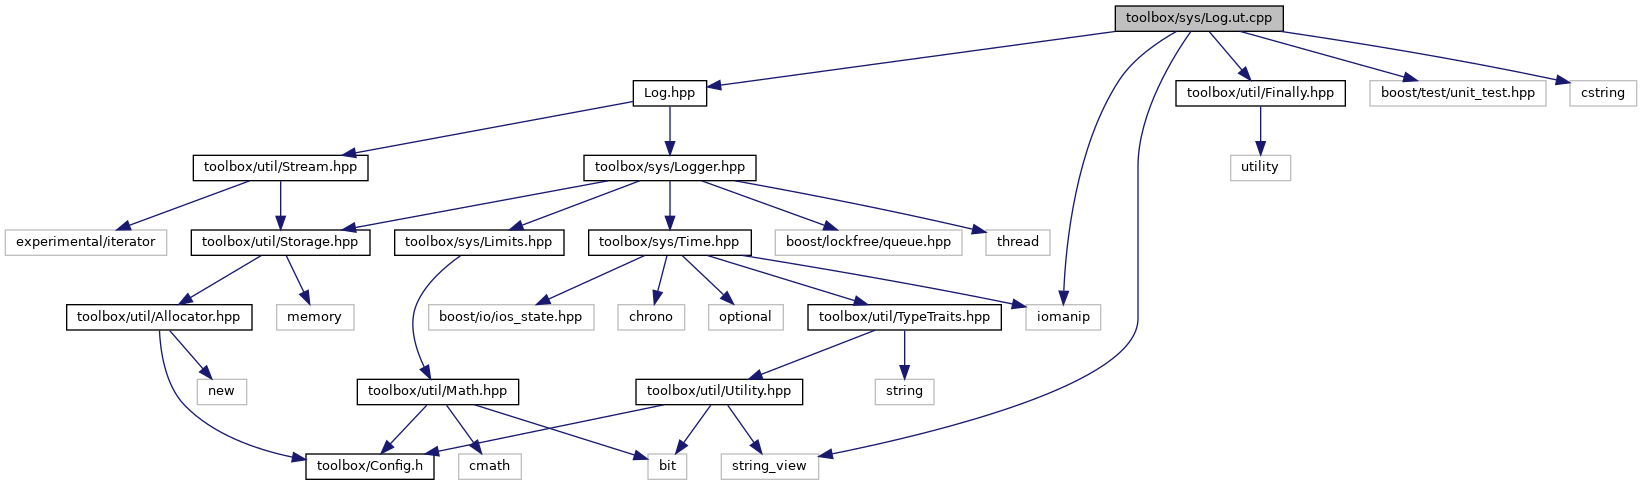 toolbox/sys/Log.ut.cpp
Log.hpp
toolbox/util/Finally.hpp
boost/test/unit_test.hpp
cstring
toolbox/util/Stream.hpp
toolbox/sys/Logger.hpp
utility
experimental/iterator
toolbox/util/Storage.hpp
toolbox/sys/Limits.hpp
toolbox/sys/Time.hpp
boost/lockfree/queue.hpp
thread
toolbox/util/Allocator.hpp
memory
boost/io/ios_state.hpp
chrono
optional
toolbox/util/TypeTraits.hpp
iomanip
new
toolbox/util/Math.hpp
toolbox/util/Utility.hpp
string
toolbox/Config.h
cmath
bit
string_view